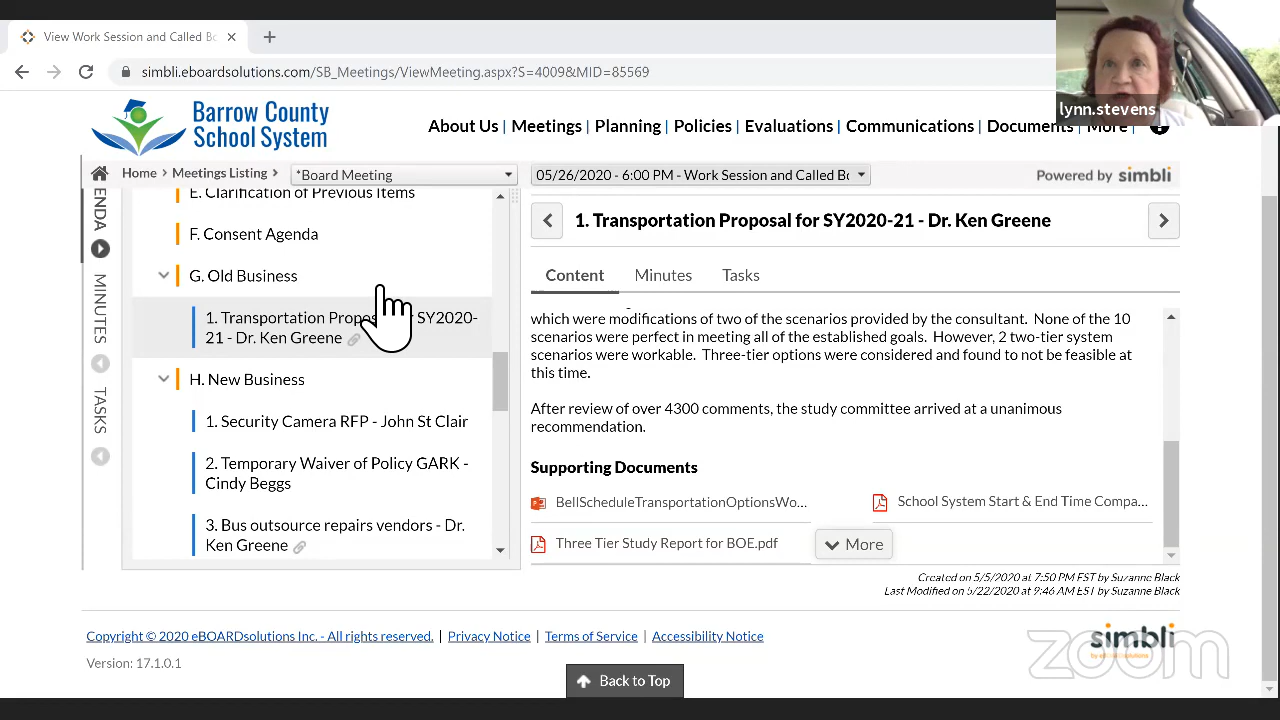 View Work Session and Called Bo
simbli.eboardsolutions.com/SB_Meetings/ViewMeeting.aspx?S=4009&MID=85569
lynn.stevens
Barrow County
School System
About Us | Meetings | Planning | Policies | Evaluations | Communications | Documents | More |
Home > Meetings Listing > *Board Meeting 05/26/2020 - 6:00 PM - Work Session and Called Bo Powered by simbli
ENDA
MINUTES
TASKS
E. Clarification of Previous Items
F. Consent Agenda
G. Old Business
1. Transportation Propos SY2020-
21 - Dr. Ken Greene
H. New Business
1. Security Camera RFP - John St Clair
2. Temporary Waiver of Policy GARK -
Cindy Beggs
3. Bus outsource repairs vendors - Dr.
Ken Greene
1. Transportation Proposal for SY2020-21 - Dr. Ken Greene
Content Minutes Tasks
which were modifications of two of the scenarios provided by the consultant. None of the 10
scenarios were perfect in meeting all of the established goals. However, 2 two-tier system
scenarios were workable. Three-tier options were considered and found to not be feasible at
this time.
After review of over 4300 comments, the study committee arrived at a unanimous
recommendation.
Supporting Documents
BellScheduleTransportationOptionsWo... School System Start & End Time Compa...
Three Tier Study Report for BOE.pdf More
Created on 5/5/2020 at 7:50 PM EST by Suzanne Black
Last Modified on 5/22/2020 at 9:46 AM EST by Suzanne Black
Copyright © 2020 eBOARDsolutions Inc. - All rights reserved. | Privacy Notice | Terms of Service | Accessibility Notice
simbli
zoom
Version: 17.1.0.1
Back to Top